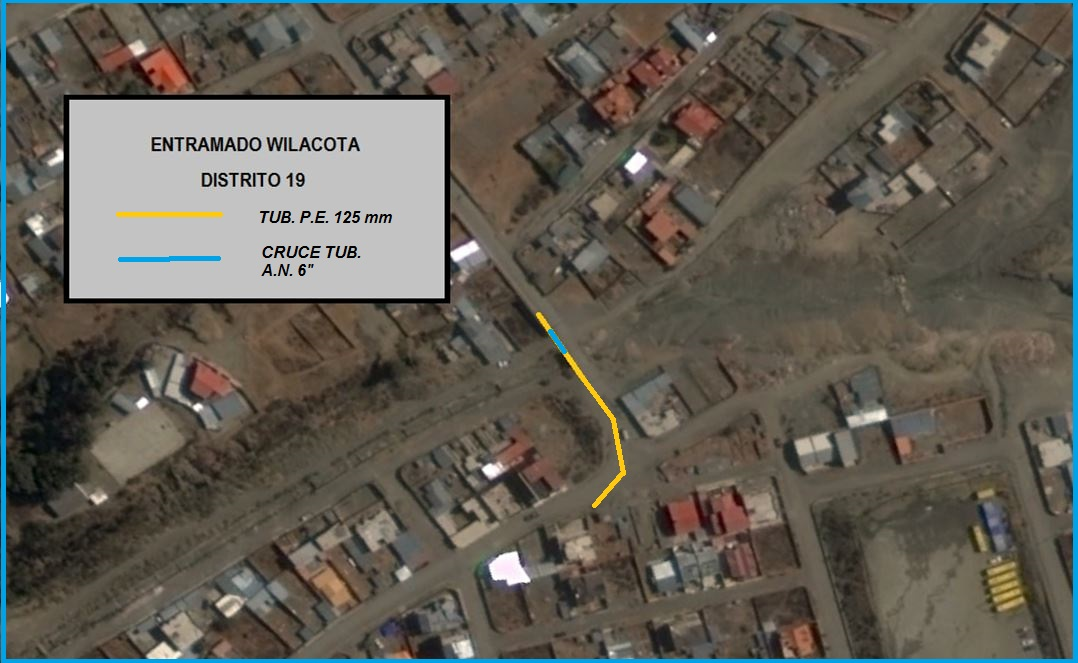 ENTRAMADO WILACOTA
DISTRITO 19
TUB. P.E. 125 mm
CRUCE TUB.
A.N. 6"